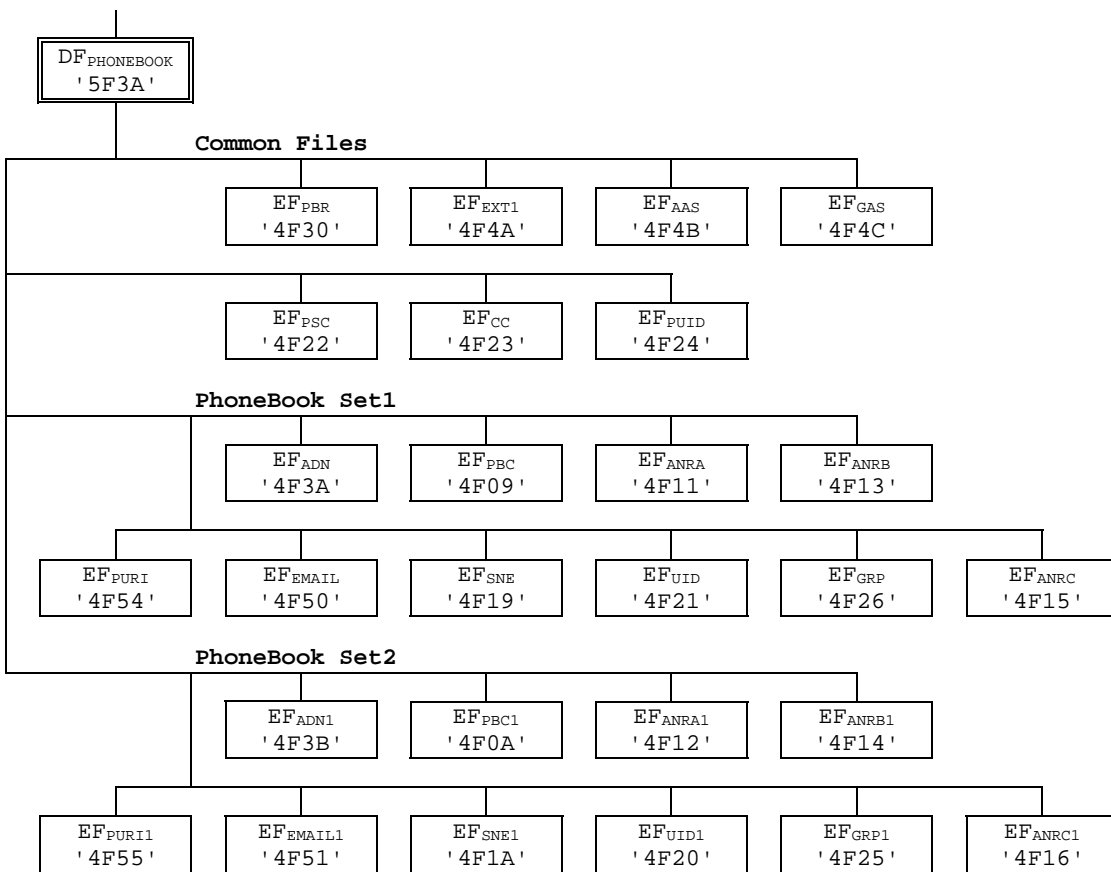 DFPHONEBOOK
'5F3A'
Common Files
EFPBR EFEXT1 EFAAS EFGAS
'4F30' '4F4A' '4F4B' '4F4C'
EFPSC EFCC EFPUID
'4F22' '4F23' '4F24'
PhoneBook Set1
EFADN EFPBC EFANRA EFANRB
'4F3A' '4F09' '4F11' '4F13'
EFPURI EFEMAIL EFSNE EFUID EFGRP EFANRC
'4F54' '4F50' '4F19' '4F21' '4F26' '4F15'
PhoneBook Set2
EFADN1 EFPBC1 EFANRA1 EFANRB1
'4F3B' '4F0A' '4F12' '4F14'
EFPURI1 EFEMAIL1 EFSNE1 EFUID1 EFGRP1 EFANRC1
'4F55' '4F51' '4F1A' '4F20' '4F25' '4F16'